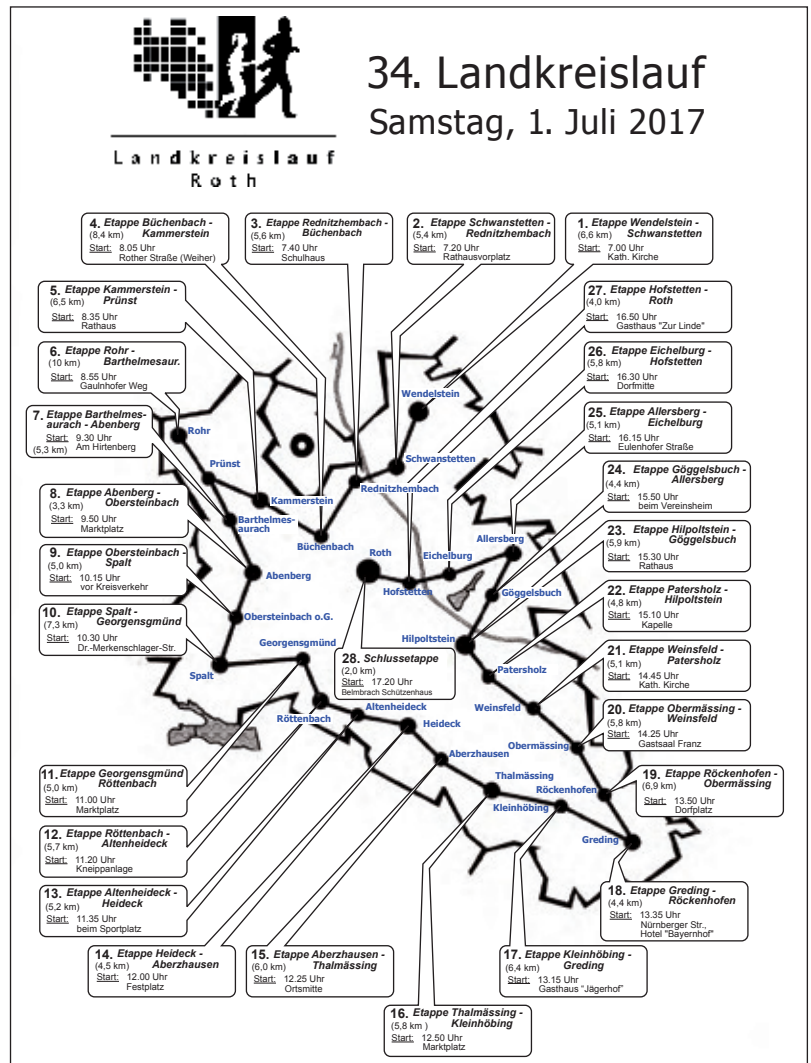 34. Landkreislauf
Samstag, 1. Juli 2017
Landkreislauf
Roth
4. Etappe Büchenbach -
(8,4 km) Kammerstein
Start: 8.05 Uhr
Rother Straße (Weiher)
3. Etappe Rednitzhembach -
(5,6 km) Büchenbach
Start: 7.40 Uhr
Schulhaus
2. Etappe Schwanstetten -
(5,4 km) Rednitzhembach
Start: 7.20 Uhr
Rathausvorplatz
1. Etappe Wendelstein -
(6,6 km) Schwanstetten
Start: 7.00 Uhr
Kath. Kirche
5. Etappe Kammerstein -
(6,5 km) Prünst
Start: 8.35 Uhr
Rathaus
27. Etappe Hofstetten -
(4,0 km) Roth
Start: 16.50 Uhr
Gasthaus "Zur Linde"
6. Etappe Rohr -
(10 km) Barthelmesaur.
Start: 8.55 Uhr
Gaulnhofer Weg
26. Etappe Eichelburg -
(5,8 km) Hofstetten
Start: 16.30 Uhr
Dorfmitte
7. Etappe Barthelmes-
aurach - Abenberg
Start: 9.30 Uhr
(5,3 km) Am Hirtenberg
25. Etappe Allersberg -
(5,1 km) Eichelburg
Start: 16.15 Uhr
Eulenhofer Straße
8. Etappe Abenberg -
(3,3 km) Obersteinbach
Start: 9.50 Uhr
Marktplatz
24. Etappe Göggelsbuch -
(4,4 km) Allersberg
Start: 15.50 Uhr
beim Vereinsheim
9. Etappe Obersteinbach -
(5,0 km) Spalt
Start: 10.15 Uhr
vor Kreisverkehr
23. Etappe Hilpoltstein -
(5,9 km) Göggelsbuch
Start: 15.30 Uhr
Rathaus
10. Etappe Spalt -
(7,3 km) Georgensgmünd
Start: 10.30 Uhr
Dr.-Merkenschlager-Str.
22. Etappe Patersholz -
(4,8 km) Hilpoltstein
Start: 15.10 Uhr
Kapelle
28. Schlussetappe
(2,0 km)
Start: 17.20 Uhr
Belmbrach Schützenhaus
21. Etappe Weinsfeld -
(5,1 km) Patersholz
Start: 14.45 Uhr
Kath. Kirche
20. Etappe Obermässing -
(5,8 km) Weinsfeld
Start: 14.25 Uhr
Gastsaal Franz
11. Etappe Georgensgmünd
(5,0 km) Röttenbach
Start: 11.00 Uhr
Marktplatz
19. Etappe Röckenhofen -
(6,9 km) Obermässing
Start: 13.50 Uhr
Dorfplatz
12. Etappe Röttenbach -
(5,7 km) Altenheideck
Start: 11.20 Uhr
Kneippanlage
13. Etappe Altenheideck -
(5,2 km) Heideck
Start: 11.35 Uhr
beim Sportplatz
18. Etappe Greding -
(4,4 km) Röckenhofen
Start: 13.35 Uhr
Nürnberger Str.,
Hotel "Bayernhof"
14. Etappe Heideck -
(4,5 km) Aberzhausen
Start: 12.00 Uhr
Festplatz
15. Etappe Aberzhausen -
(6,0 km) Thalmässing
Start: 12.25 Uhr
Ortsmitte
17. Etappe Kleinhöbing -
(6,4 km) Greding
Start: 13.15 Uhr
Gasthaus "Jägerhof"
16. Etappe Thalmässing -
(5,8 km ) Kleinhöbing
Start: 12.50 Uhr
Marktplatz
Wendelstein
Rohr
Schwanstetten
Prünst
Rednitzhembach
Kammerstein
Barthelmes-
aurach
Büchenbach
Allersberg
Roth
Eichelburg
Abenberg
Hofstetten
Göggelsbuch
Obersteinbach o.G.
Hilpoltstein
Georgensgmünd
Spalt
Patersholz
Weinsfeld
Altenheideck
Röttenbach
Heideck
Obermässing
Aberzhausen
Thalmässing
Röckenhofen
Kleinhöbing
Greding